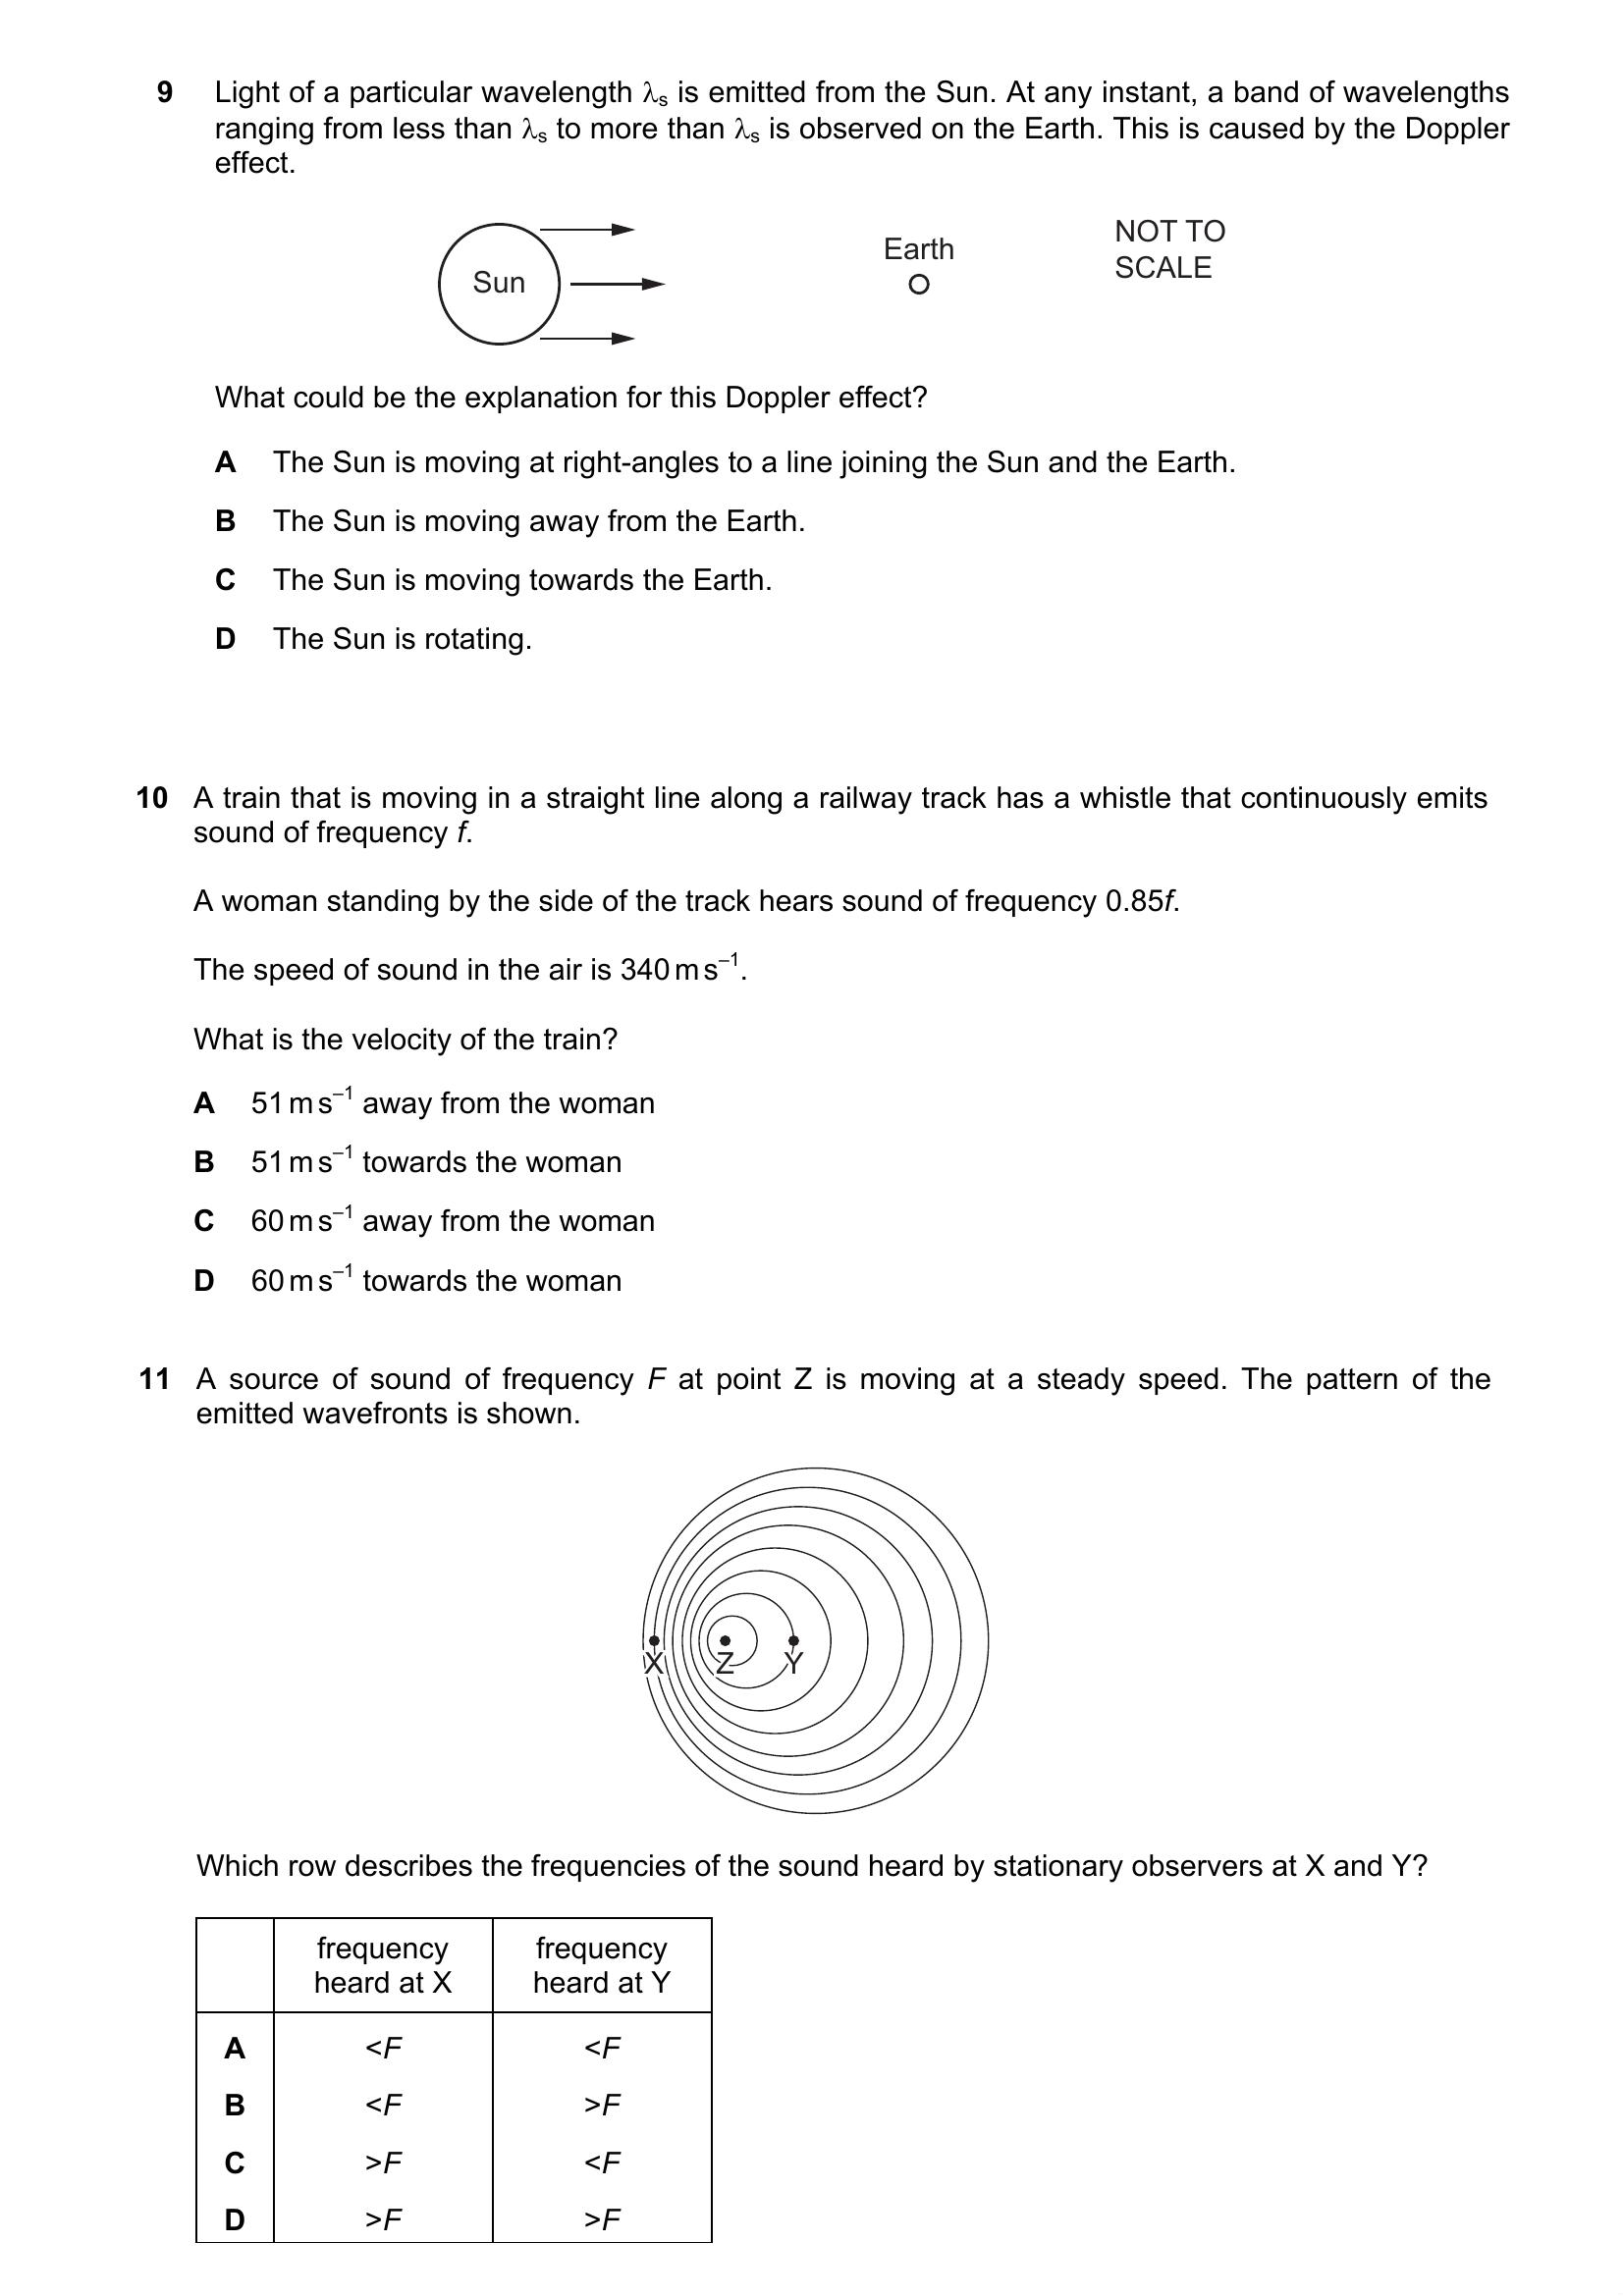 9 Light of a particular wavelength λs is emitted from the Sun. At any instant, a band of wavelengths
ranging from less than λs to more than λs is observed on the Earth. This is caused by the Doppler
effect.
Sun
Earth
NOT TO
SCALE
What could be the explanation for this Doppler effect?
A The Sun is moving at right-angles to a line joining the Sun and the Earth.
B The Sun is moving away from the Earth.
C The Sun is moving towards the Earth.
D The Sun is rotating.
10 A train that is moving in a straight line along a railway track has a whistle that continuously emits
sound of frequency f.
A woman standing by the side of the track hears sound of frequency 0.85f.
The speed of sound in the air is 340 m s⁻¹.
What is the velocity of the train?
A 51 m s⁻¹ away from the woman
B 51 m s⁻¹ towards the woman
C 60 m s⁻¹ away from the woman
D 60 m s⁻¹ towards the woman
11 A source of sound of frequency F at point Z is moving at a steady speed. The pattern of the
emitted wavefronts is shown.
X Z Y
Which row describes the frequencies of the sound heard by stationary observers at X and Y?
frequency heard at X frequency heard at Y
A <F <F
B <F >F
C >F <F
D >F >F